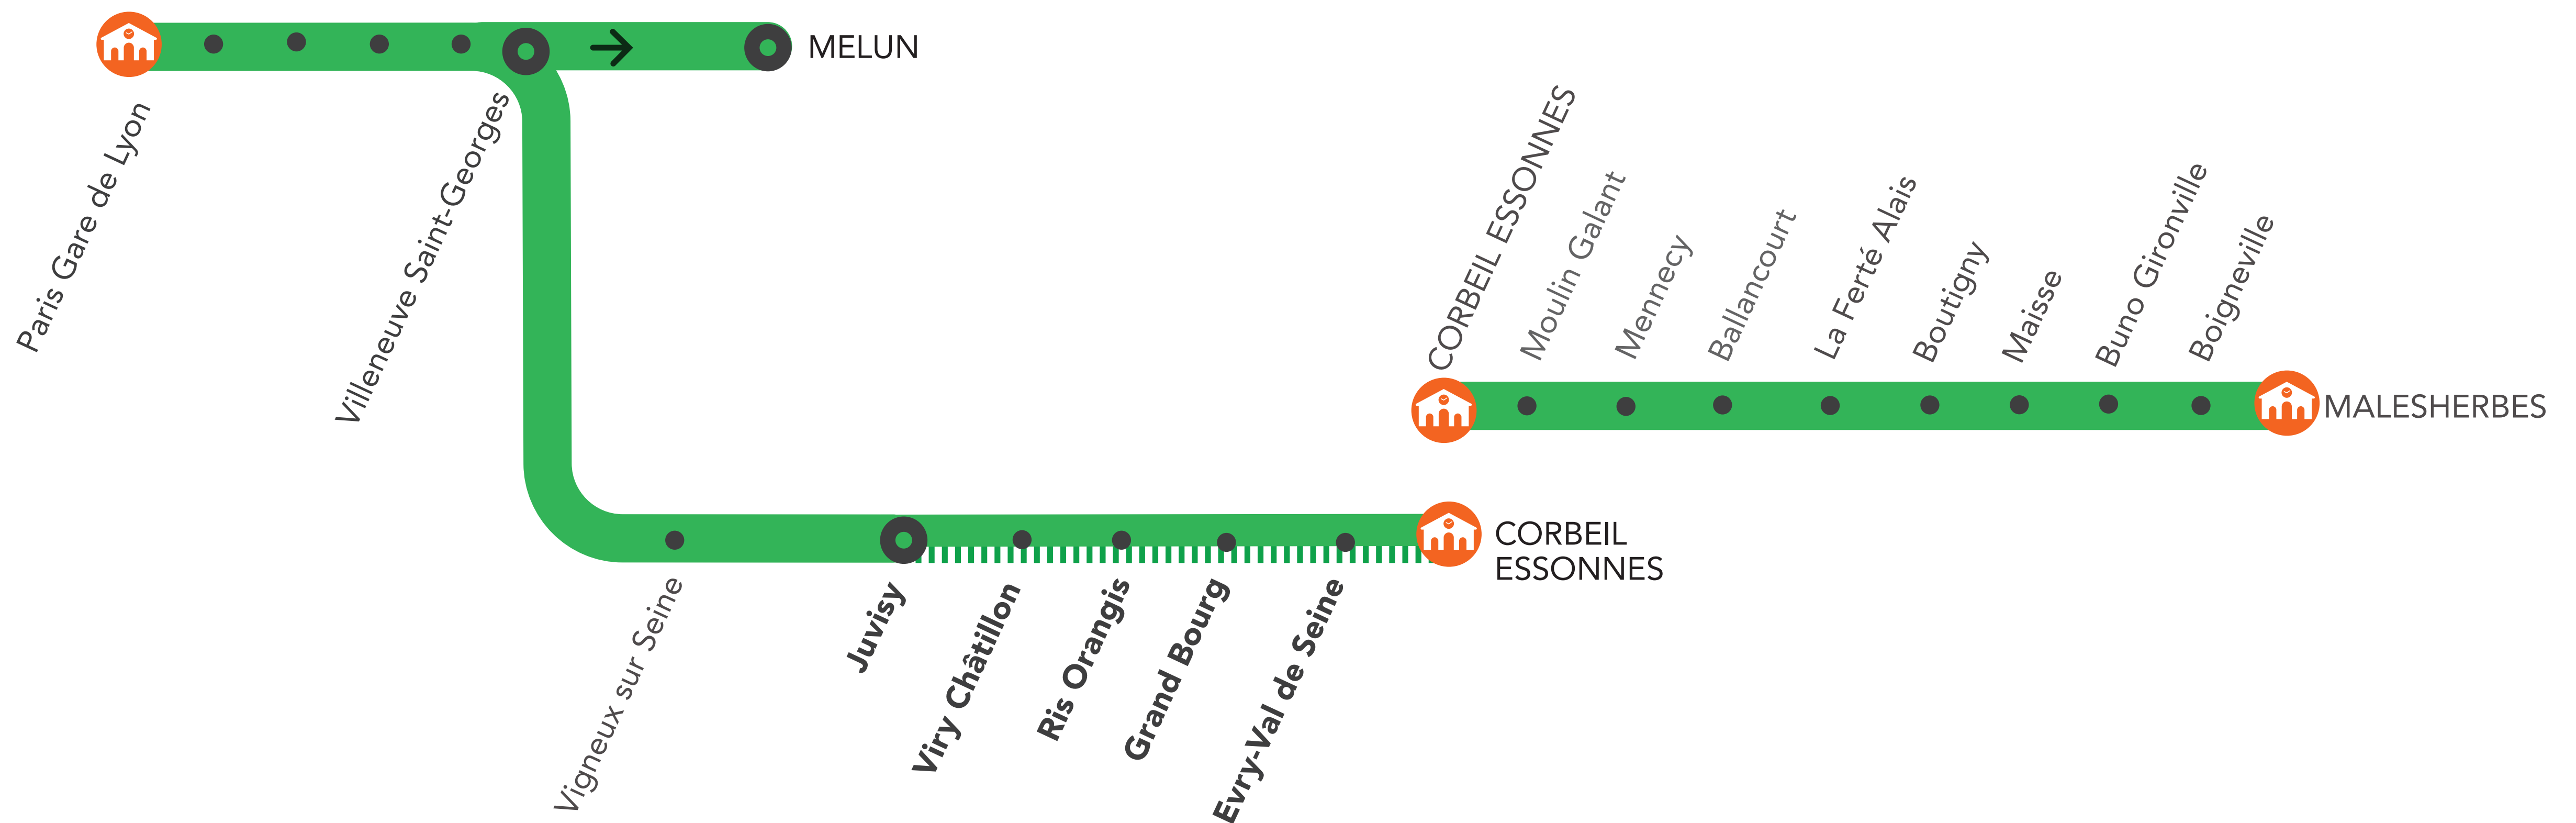 MELUN
Paris Gare de Lyon
Villeneuve Saint-Georges
CORBEIL ESSONNES
Moulin Galant
Mennecy
Ballancourt
La Ferté Alais
Boutigny
Maisse
Buno Gironville
Boigneville
MALESHERBES
Vigneux sur Seine
Juvisy
Viry Châtillon
Ris Orangis
Grand Bourg
Evry-Val de Seine
CORBEIL
ESSONNES